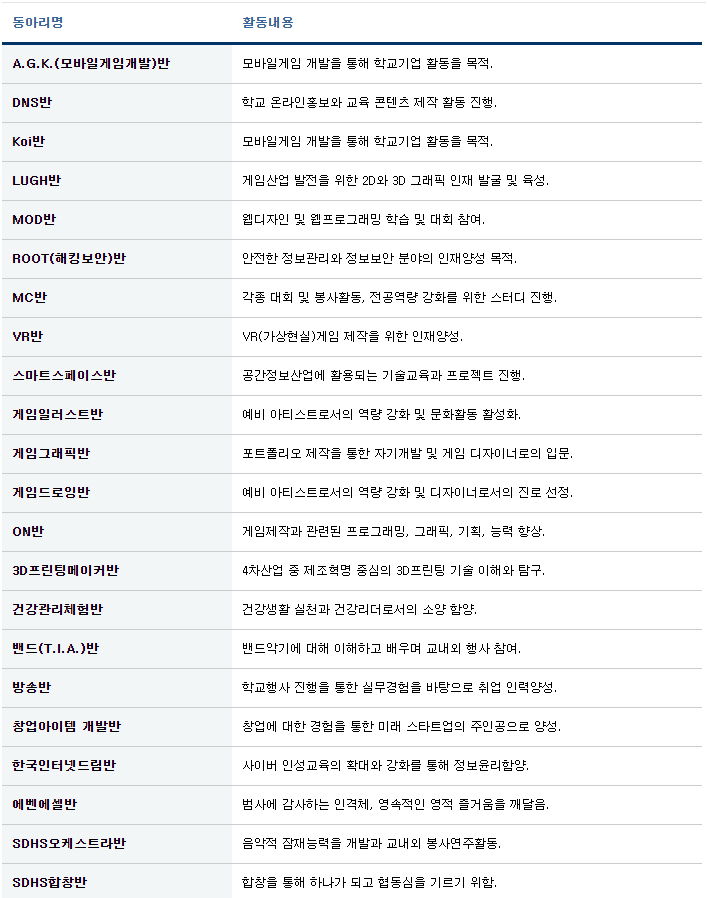 동아리명 활동내용
A.G.K.(모바일게임개발)반 모바일게임 개발을 통해 학교기업 활동을 목적.
DNS반 학교 온라인홍보와 교육 콘텐츠 제작 활동 진행.
Koi반 모바일게임 개발을 통해 학교기업 활동을 목적.
LUGH반 게임산업 발전을 위한 2D와 3D 그래픽 인재 발굴 및 육성.
MOD반 웹디자인 및 웹프로그래밍 학습 및 대회 참여.
ROOT(해킹보안)반 안전한 정보관리와 정보보안 분야의 인재양성 목적.
MC반 각종 대회 및 봉사활동, 전공역량 강화를 위한 스터디 진행.
VR반 VR(가상현실)게임 제작을 위한 인재양성.
스마트스페이스반 공간정보산업에 활용되는 기술교육과 프로젝트 진행.
게임일러스트반 예비 아티스트로서의 역량 강화 및 문화활동 활성화.
게임그래픽반 포트폴리오 제작을 통한 자기개발 및 게임 디자이너로의 입문.
게임드로잉반 예비 아티스트로서의 역량 강화 및 디자이너로서의 진로 선정.
ON반 게임제작과 관련된 프로그래밍, 그래픽, 기획, 능력 향상.
3D프린팅메이커반 4차산업 중 제조혁명 중심의 3D프린팅 기술 이해와 탐구.
건강관리체험반 건강생활 실천과 건강리더로서의 소양 함양.
밴드(T.I.A.)반 밴드악기에 대해 이해하고 배우며 교내외 행사 참여.
방송반 학교행사 진행을 통한 실무경험을 바탕으로 취업 인력양성.
창업아이템 개발반 창업에 대한 경험을 통한 미래 스타트업의 주인공으로 양성.
한국인터넷드림반 사이버 인성교육의 확대와 강화를 통해 정보윤리함양.
에벤에셀반 범사에 감사하는 인격체, 영속적인 영적 즐거움을 깨달음.
SDHS오케스트라반 음악적 잠재능력을 개발과 교내외 봉사연주활동.
SDHS합창반 합창을 통해 하나가 되고 협동심을 기르기 위함.